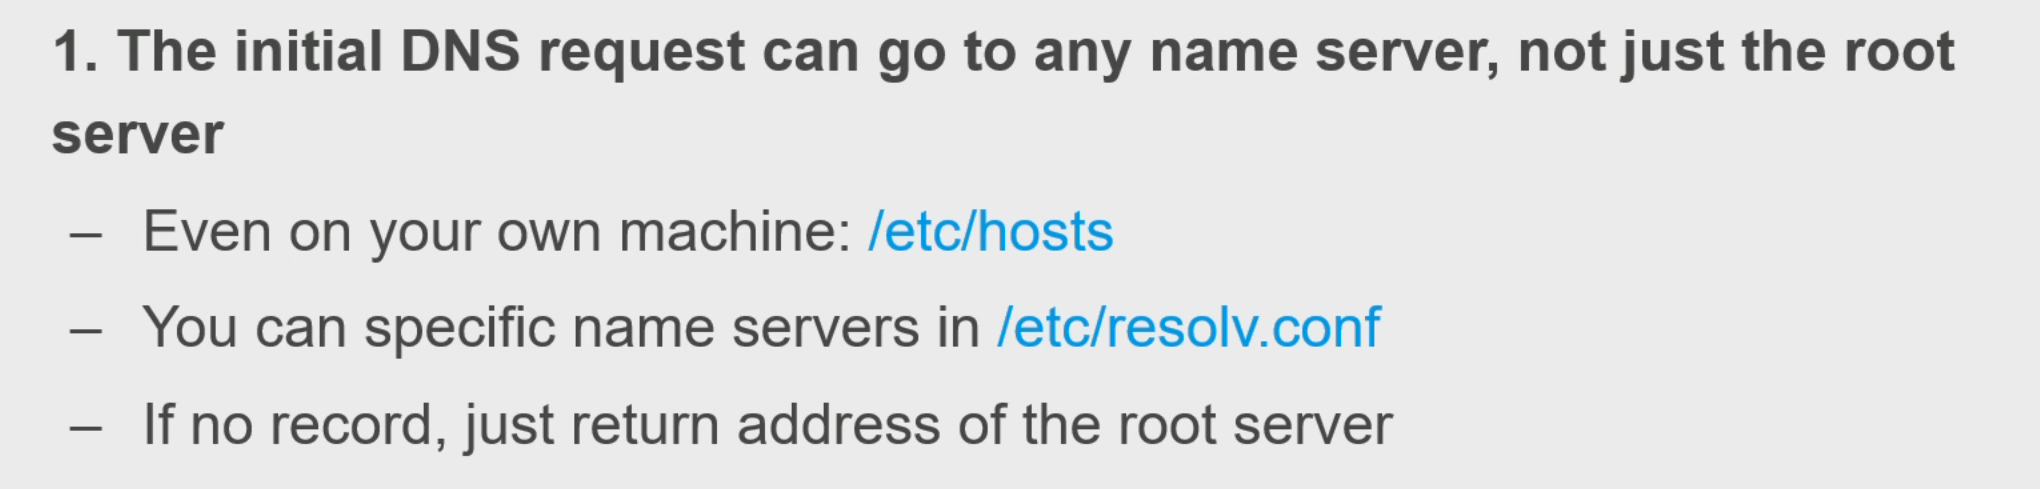 1. The initial DNS request can go to any name server, not just the root
server
– Even on your own machine: /etc/hosts
– You can specific name servers in /etc/resolv.conf
– If no record, just return address of the root server